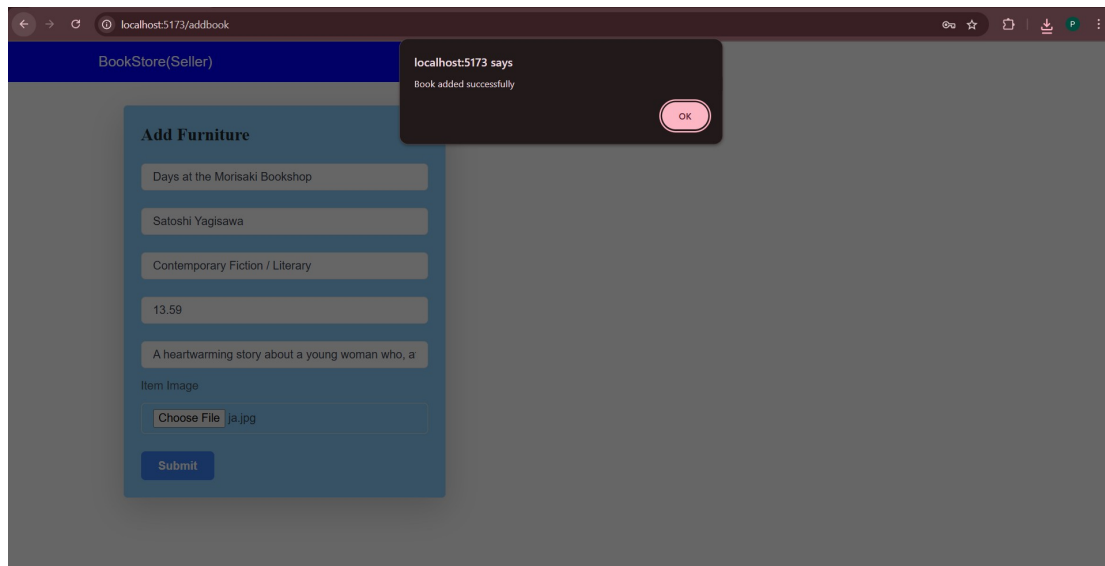 localhost:5173/addbook
P
BookStore(Seller)
localhost:5173 says
Book added successfully
OK
Add Furniture
Days at the Morisaki Bookshop
Satoshi Yagisawa
Contemporary Fiction / Literary
13.59
A heartwarming story about a young woman who, a
Item Image
Choose File ja.jpg
Submit